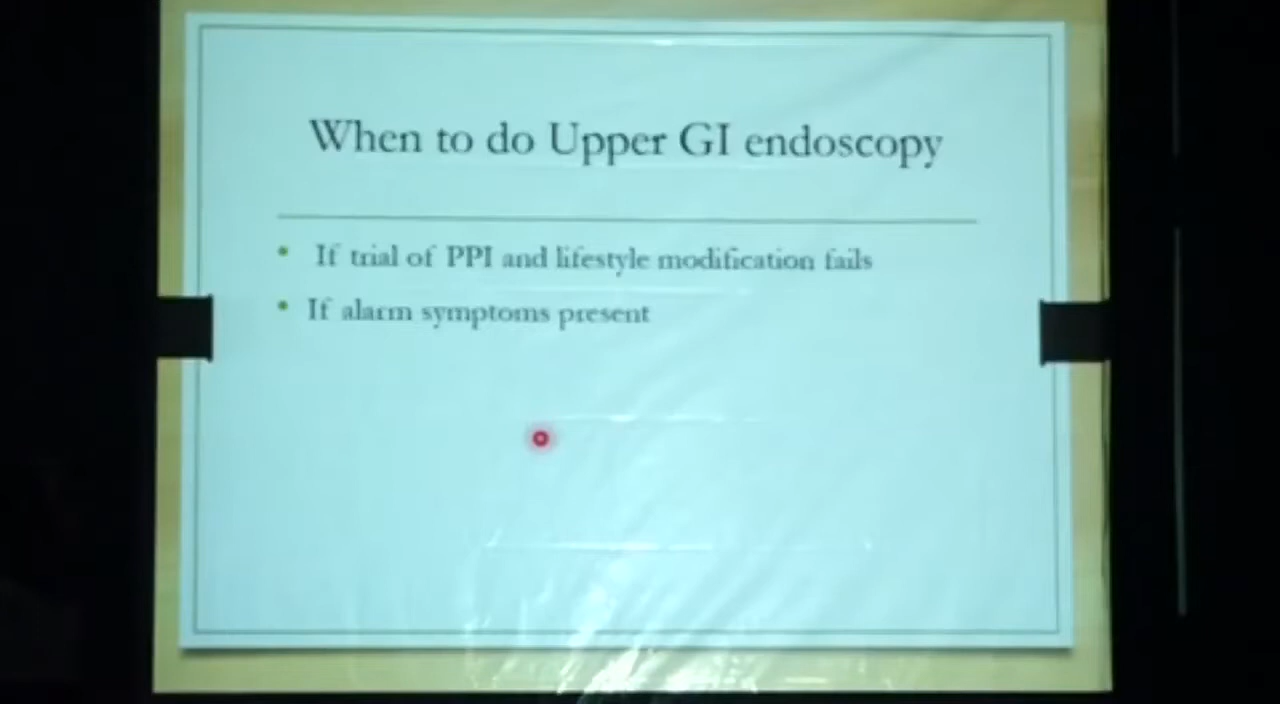 When to do Upper GI endoscopy
• If trial of PPI and lifestyle modification fails
• If alarm symptoms present